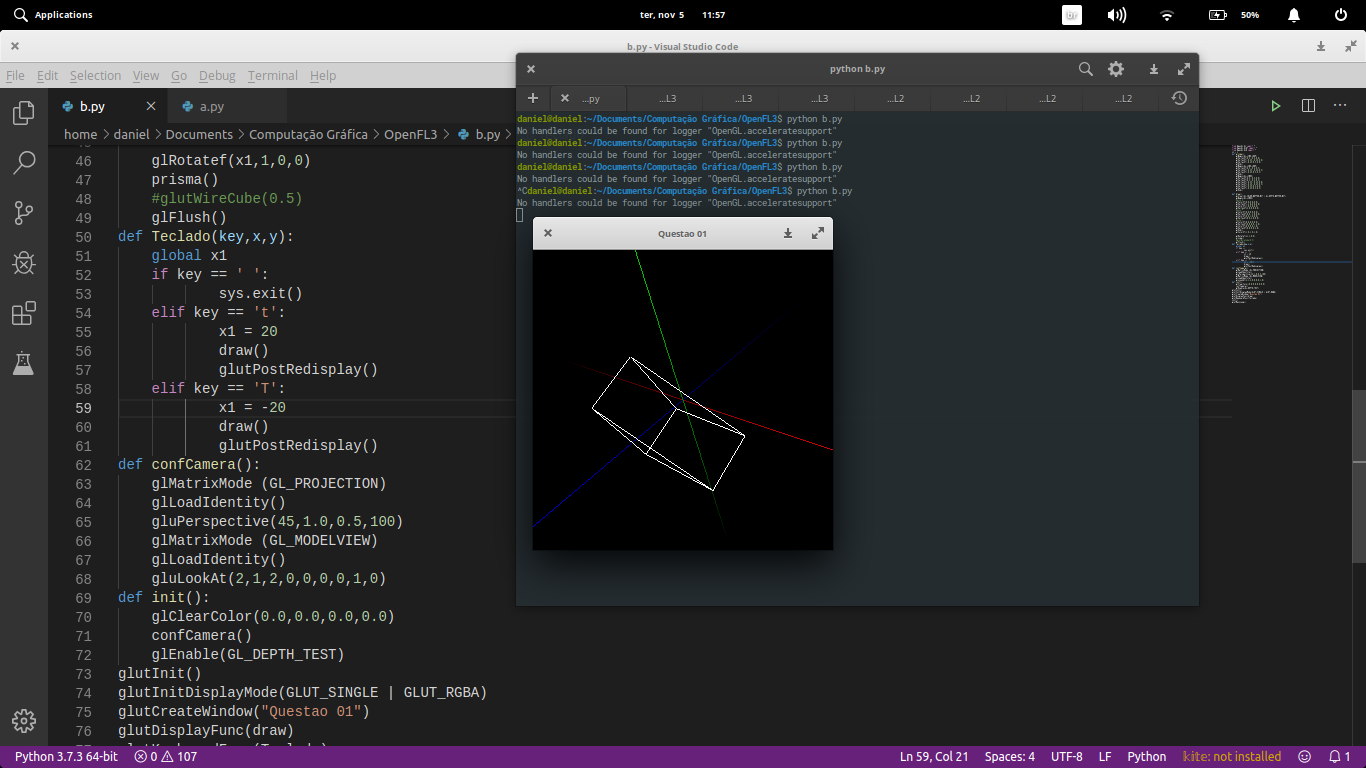 Applications
ter, nov 5 11:57
br
50%
b.py - Visual Studio Code
File Edit Selection View Go Debug Terminal Help
b.py
a.py
home > daniel > Documents > Computação Gráfica > OpenFL3 > b.py >
46 glRotatef(x1,1,0,0)
47 prisma()
48 #glutWireCube(0.5)
49 glFlush()
50 def Teclado(key,x,y):
51 global x1
52 if key == ' ':
53 sys.exit()
54 elif key == 't':
55 x1 = 20
56 draw()
57 glutPostRedisplay()
58 elif key == 'T':
59 x1 = -20
60 draw()
61 glutPostRedisplay()
62 def confCamera():
63 glMatrixMode (GL_PROJECTION)
64 glLoadIdentity()
65 gluPerspective(45,1.0,0.5,100)
66 glMatrixMode (GL_MODELVIEW)
67 glLoadIdentity()
68 gluLookAt(2,1,2,0,0,0,0,1,0)
69 def init():
70 glClearColor(0.0,0.0,0.0,0.0)
71 confCamera()
72 glEnable(GL_DEPTH_TEST)
73 glutInit()
74 glutInitDisplayMode(GLUT_SINGLE | GLUT_RGBA)
75 glutCreateWindow("Questao 01")
76 glutDisplayFunc(draw)
python b.py
...py ...L3 ...L3 ...L3 ...L2 ...L2 ...L2 ...L2
daniel@daniel:~/Documents/Computação Gráfica/OpenFL3$ python b.py
No handlers could be found for logger "OpenGL.acceleratesupport"
daniel@daniel:~/Documents/Computação Gráfica/OpenFL3$ python b.py
No handlers could be found for logger "OpenGL.acceleratesupport"
daniel@daniel:~/Documents/Computação Gráfica/OpenFL3$ python b.py
No handlers could be found for logger "OpenGL.acceleratesupport"
^Cdaniel@daniel:~/Documents/Computação Gráfica/OpenFL3$ python b.py
No handlers could be found for logger "OpenGL.acceleratesupport"
Questao 01
Python 3.7.3 64-bit 0 107 Ln 59, Col 21 Spaces: 4 UTF-8 LF Python kite: not installed 1